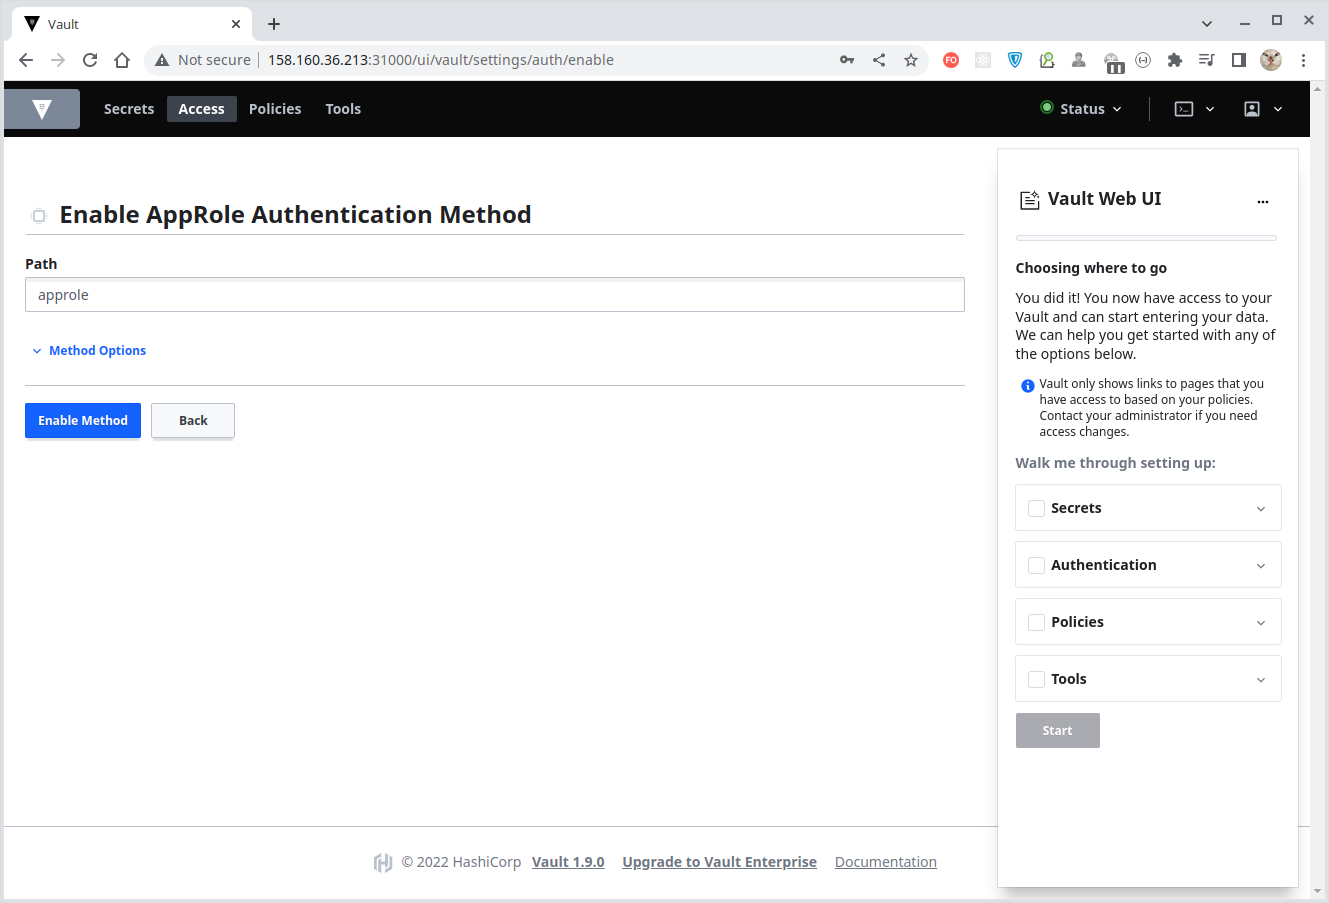 Vault
Not secure
158.160.36.213:31000/ui/vault/settings/auth/enable
FO
Secrets
Access
Policies
Tools
Status
Enable AppRole Authentication Method
Path
approle
Method Options
Enable Method
Back
Vault Web UI
...
Choosing where to go
You did it! You now have access to your
Vault and can start entering your data.
We can help you get started with any of
the options below.
Vault only shows links to pages that you
have access to based on your policies.
Contact your administrator if you need
access changes.
Walk me through setting up:
Secrets
Authentication
Policies
Tools
Start
© 2022 HashiCorp Vault 1.9.0 Upgrade to Vault Enterprise Documentation